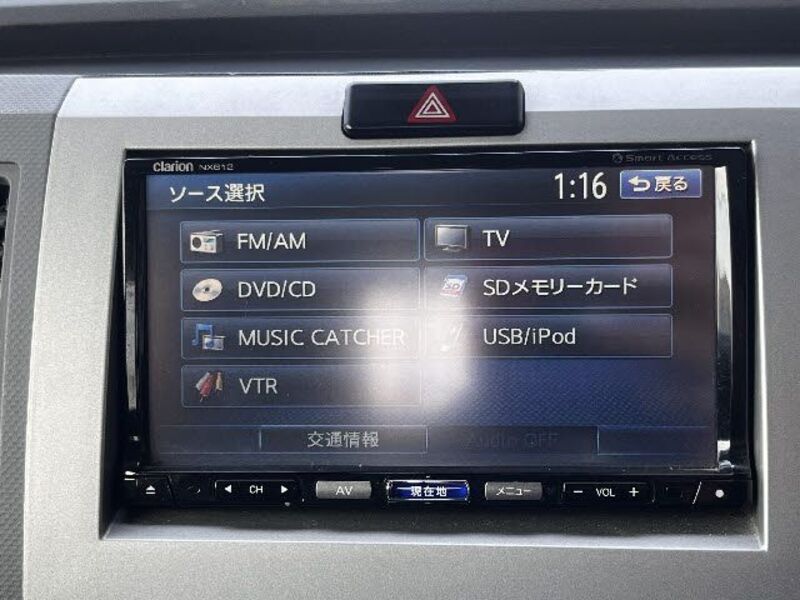 clarion NX612
Smart Access
ソース選択 1:16 戻る
FM/AM TV
DVD/CD SDメモリーカード
MUSIC CATCHER USB/iPod
VTR
交通情報 Audio OFF
CH AV 現在地 メニュー − VOL +